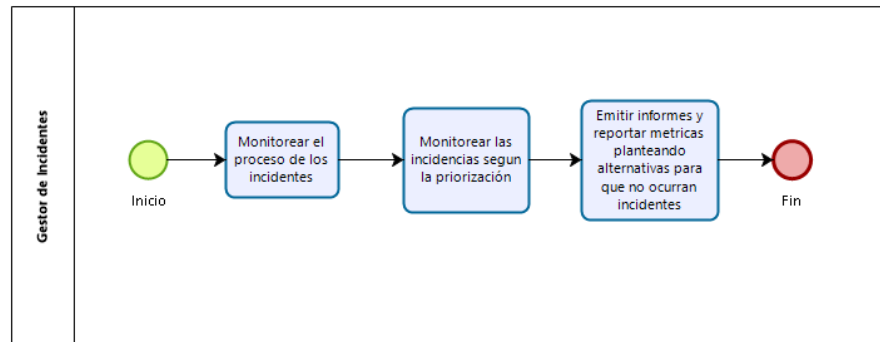 Gestor de Incidentes
Inicio
Monitorear el
proceso de los
incidentes
Monitorear las
incidencias segun
la priorización
Emitir informes y
reportar metricas
planteando
alternativas para
que no ocurran
incidentes
Fin